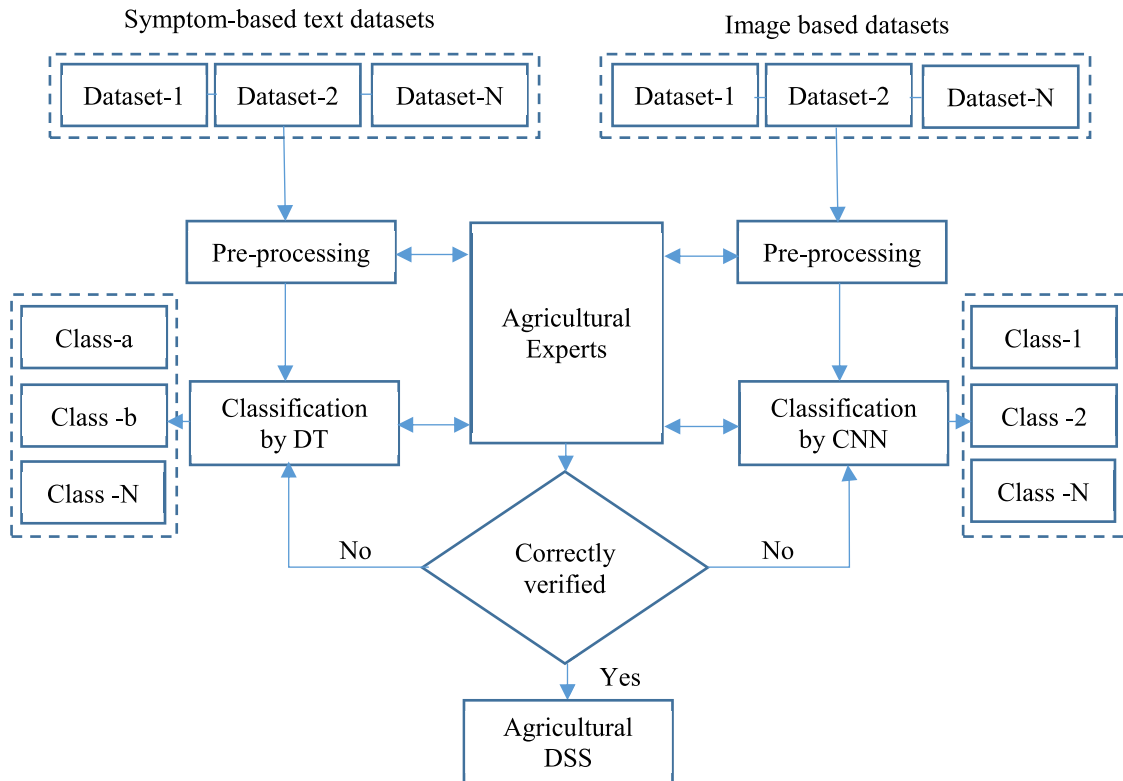 Symptom-based text datasets
Image based datasets
Dataset-1
Dataset-2
Dataset-N
Dataset-1
Dataset-2
Dataset-N
Pre-processing
Agricultural
Experts
Pre-processing
Class-a
Class -b
Class -N
Classification
by DT
Classification
by CNN
Class-1
Class -2
Class -N
No
Correctly
verified
No
Yes
Agricultural
DSS